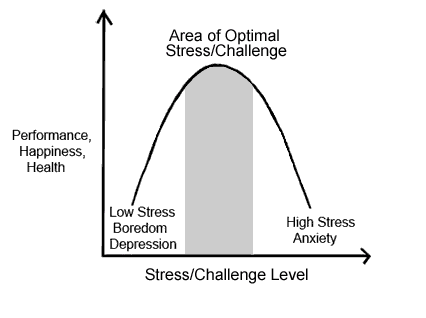 Area of Optimal
Stress/Challenge
Performance,
Happiness,
Health
Low Stress
Boredom
Depression
High Stress
Anxiety
Stress/Challenge Level